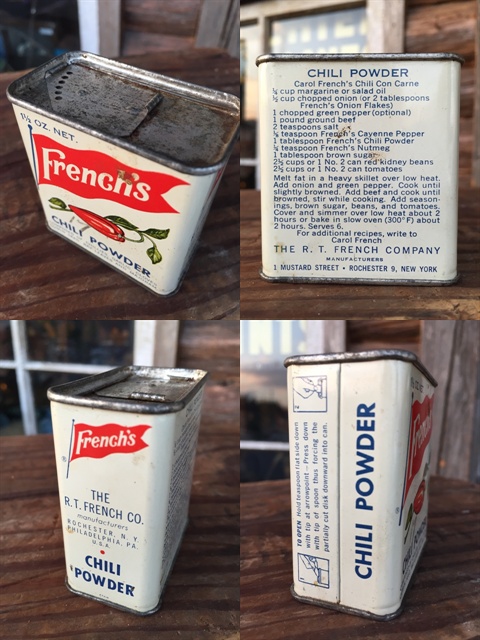 1½ OZ. NET.
French's
CHILI POWDER
CHILI POWDER
Carol French's Chili Con Carne
¼ cup margarine or salad oil
½ cup chopped onion (or 2 tablespoons
French's Onion Flakes)
1 chopped green pepper (optional)
1 pound ground beef
2 teaspoons salt
teaspoon French's Cayenne Pepper
1 tablespoon French's Chili Powder
teaspoon French's Nutmeg
1 tablespoon brown sugar
2½ cups or 1 No. 2 can red kidney beans
2½ cups or 1 No. 2 can tomatoes
Melt fat in a heavy skillet over low heat.
Add onion and green pepper. Cook until
slightly browned. Add beef and cook until
browned, stir while cooking. Add season-
ings, brown sugar, beans, and tomatoes.
Cover and simmer over low heat about 2
hours or bake in slow oven (300°F) about
2 hours. Serves 6.
For additional recipes, write to
Carol French
THE R. T. FRENCH COMPANY
MANUFACTURERS
1 MUSTARD STREET • ROCHESTER 9, NEW YORK
French's
®
THE
R.T. FRENCH CO.
manufacturers
ROCHESTER, N. Y.
PHILADELPHIA, PA.
U.S.A.
CHILI
POWDER
TO OPEN Hold teaspoon flat side down
with tip at arrowpoint – Press down
with tip of spoon thus forcing the
partially cut disk downward into can.
1
2
CHILI POWDER
French's